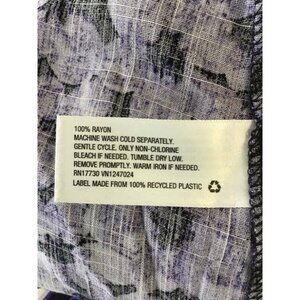 100% RAYON
MACHINE WASH COLD SEPARATELY.
GENTLE CYCLE. ONLY NON-CHLORINE
BLEACH IF NEEDED. TUMBLE DRY LOW.
REMOVE PROMPTLY. WARM IRON IF NEEDED.
RN17730 VN1247024
LABEL MADE FROM 100% RECYCLED PLASTIC